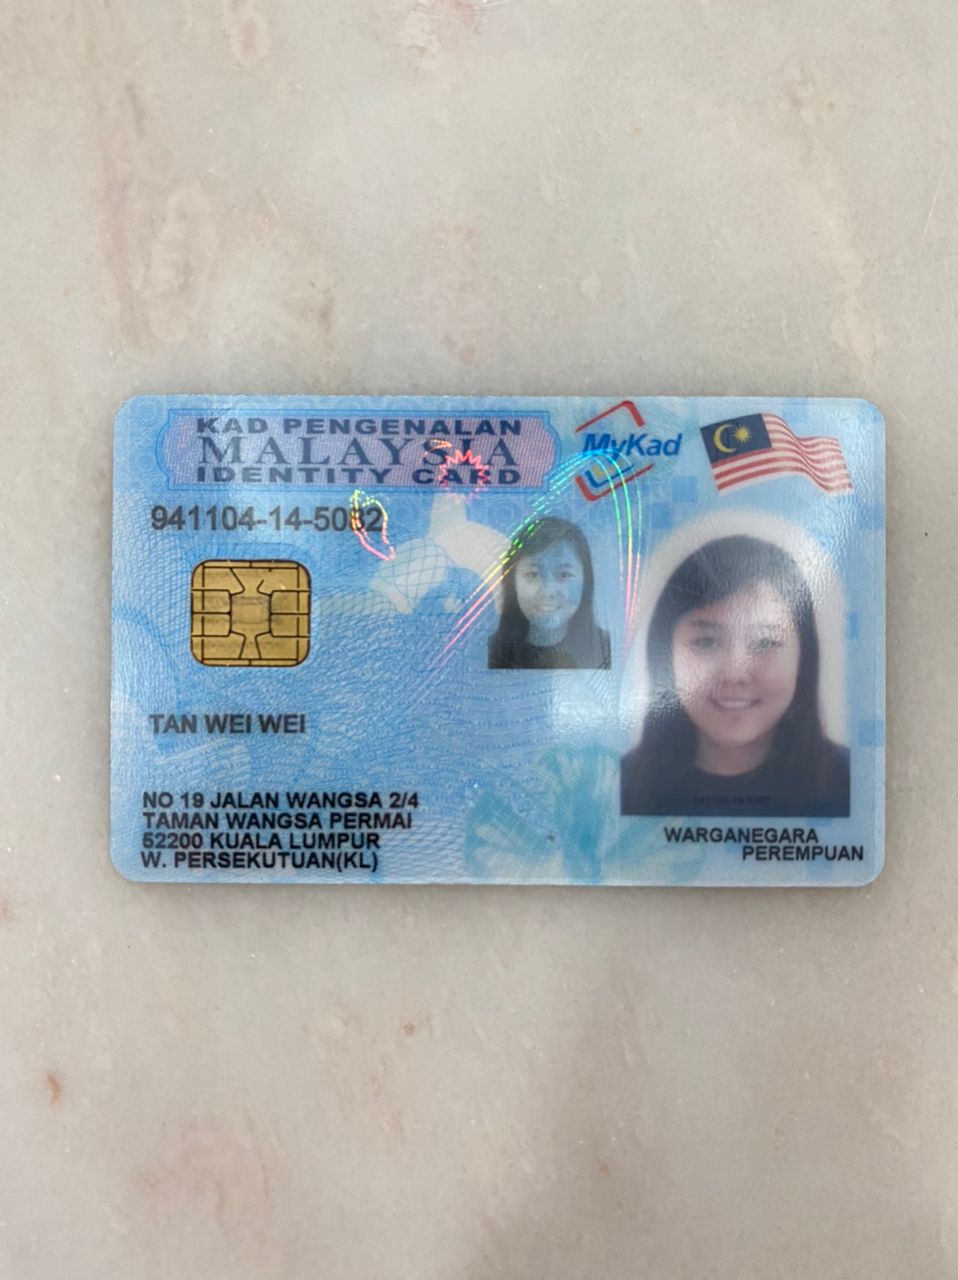 KAD PENGENALAN
MALAYSIA
IDENTITY CARD
MyKad
941104-14-5082
TAN WEI WEI
NO 19 JALAN WANGSA 2/4
TAMAN WANGSA PERMAI
52200 KUALA LUMPUR
W. PERSEKUTUAN(KL)
941104-14-5082
WARGANEGARA
PEREMPUAN